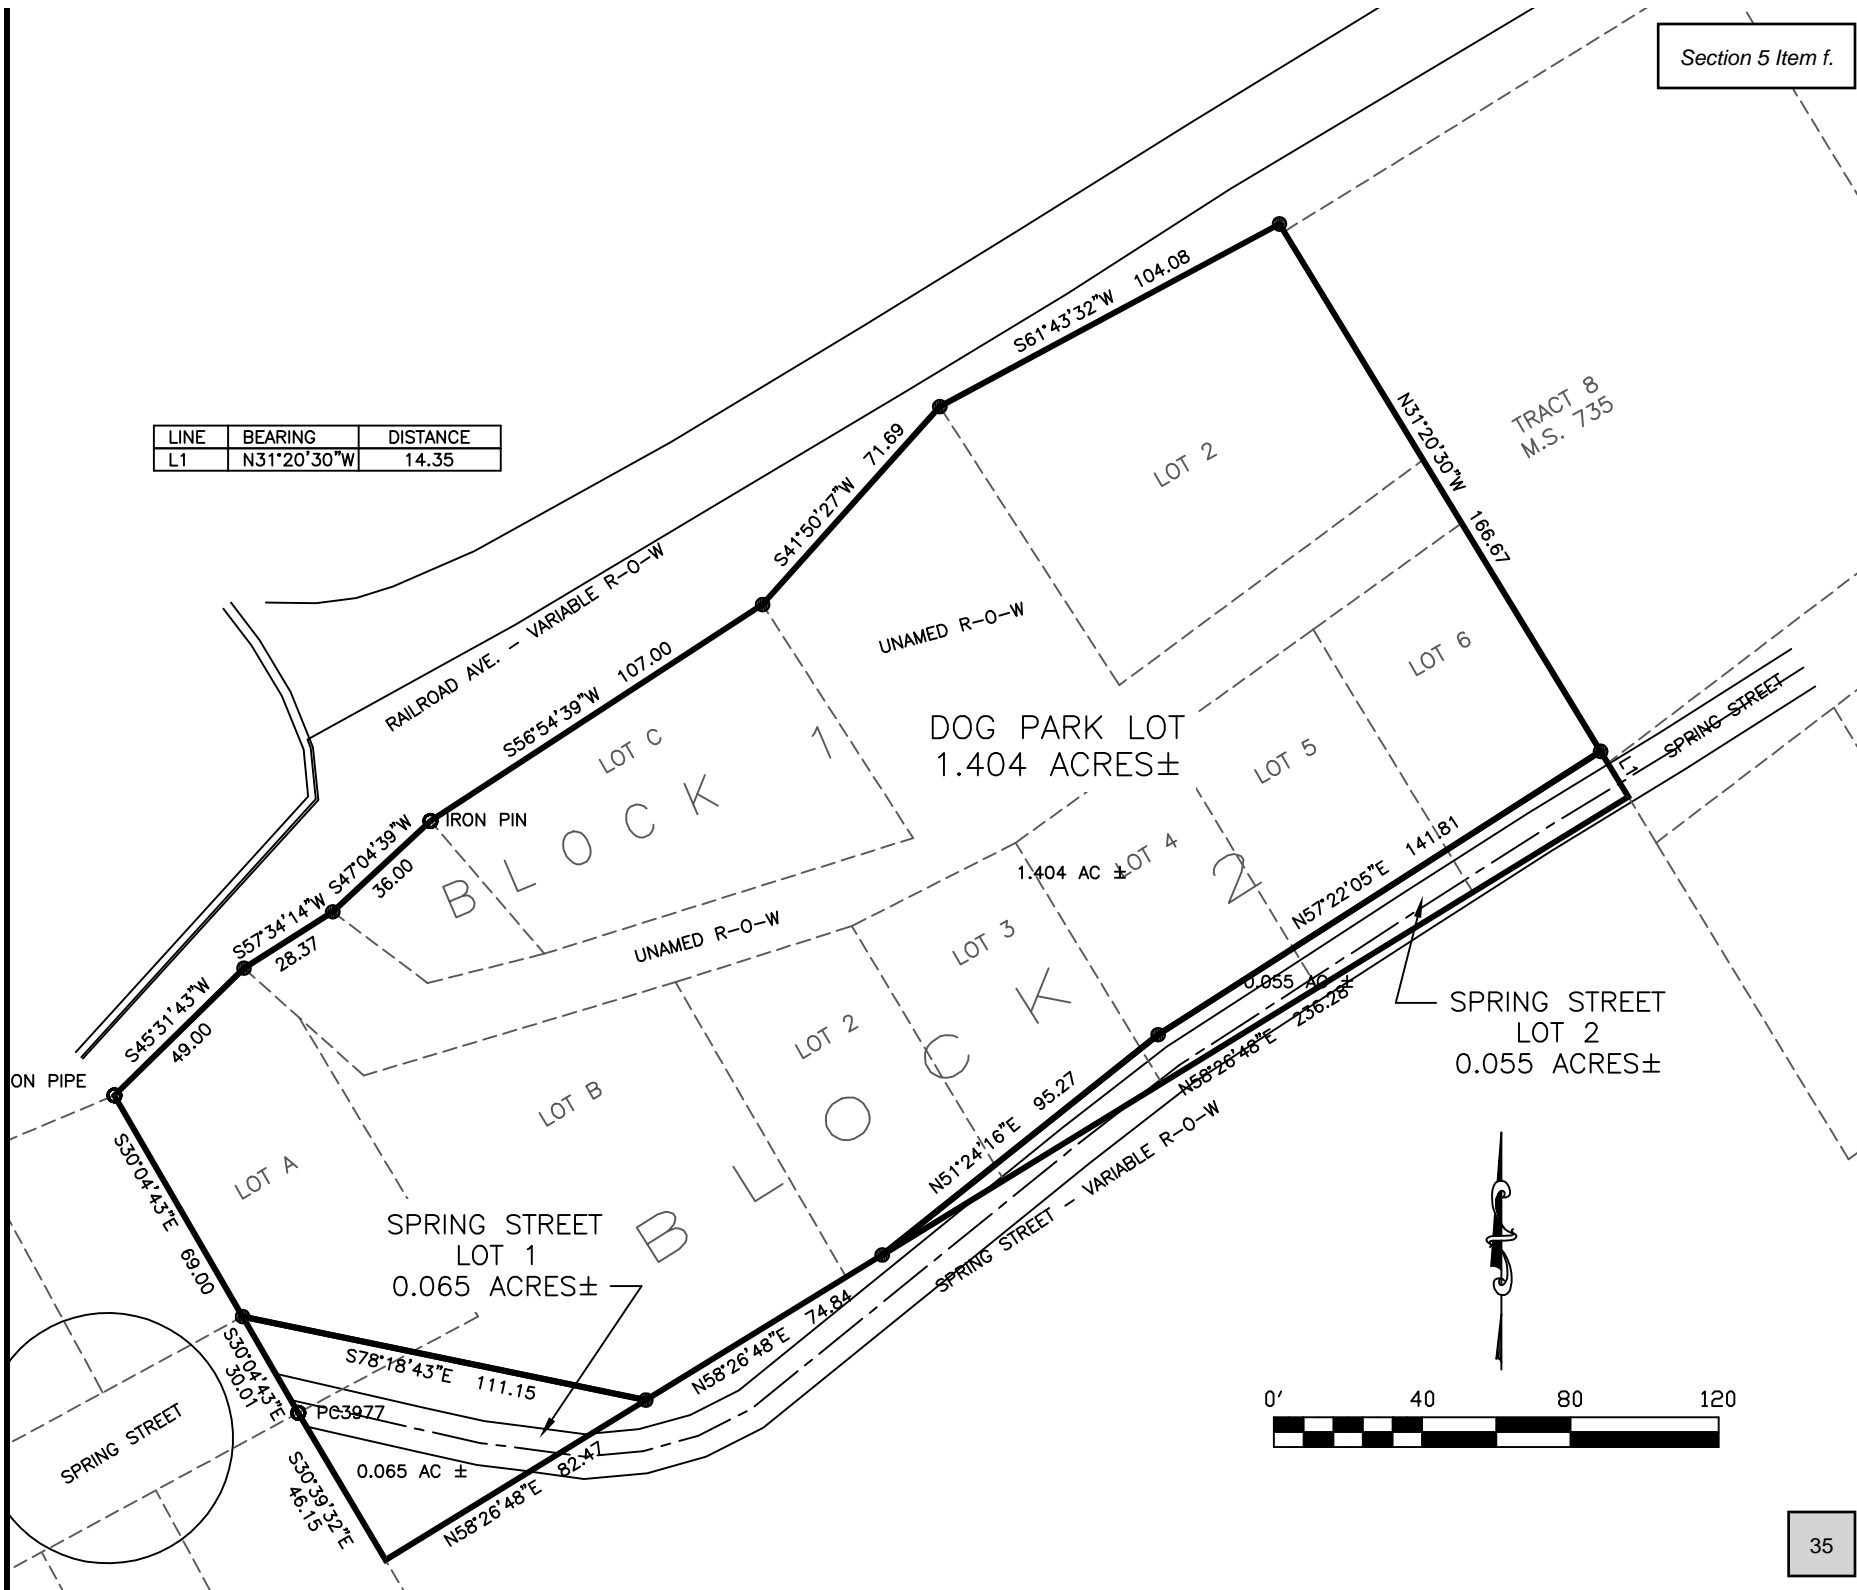 Section 5 Item f.
S61°43'32"W 104.08
N31°20'30"W 166.67
TRACT 8
M.S. 735
LINE BEARING DISTANCE
L1 N31°20'30"W 14.35
S41°50'27"W 71.69
LOT 2
RAILROAD AVE. - VARIABLE R-O-W
UNAMED R-O-W
S56°54'39"W 107.00
LOT C
LOT 6
DOG PARK LOT
1.404 ACRES±
LOT 5
SPRING STREET
L1
BLOCK 1
IRON PIN
S47°04'39"W
36.00
1.404 AC ±
LOT 4
N57°22'05"E 141.81
S57°34'14"W
28.37
UNAMED R-O-W
LOT 3
BLOCK 2
0.055 AC ±
N58°26'48"E 236.28
SPRING STREET
LOT 2
0.055 ACRES±
S45°31'43"W
49.00
ON PIPE
LOT 2
LOT B
N51°24'16"E 95.27
SPRING STREET - VARIABLE R-O-W
LOT A
S30°04'43"E 69.00
SPRING STREET
LOT 1
0.065 ACRES±
N58°26'48"E 74.84
S78°18'43"E 111.15
S30°04'43"E
30.01
PC3977
SPRING STREET
0.065 AC ±
N58°26'48"E 82.47
S30°39'32"E
46.15
0' 40 80 120
35